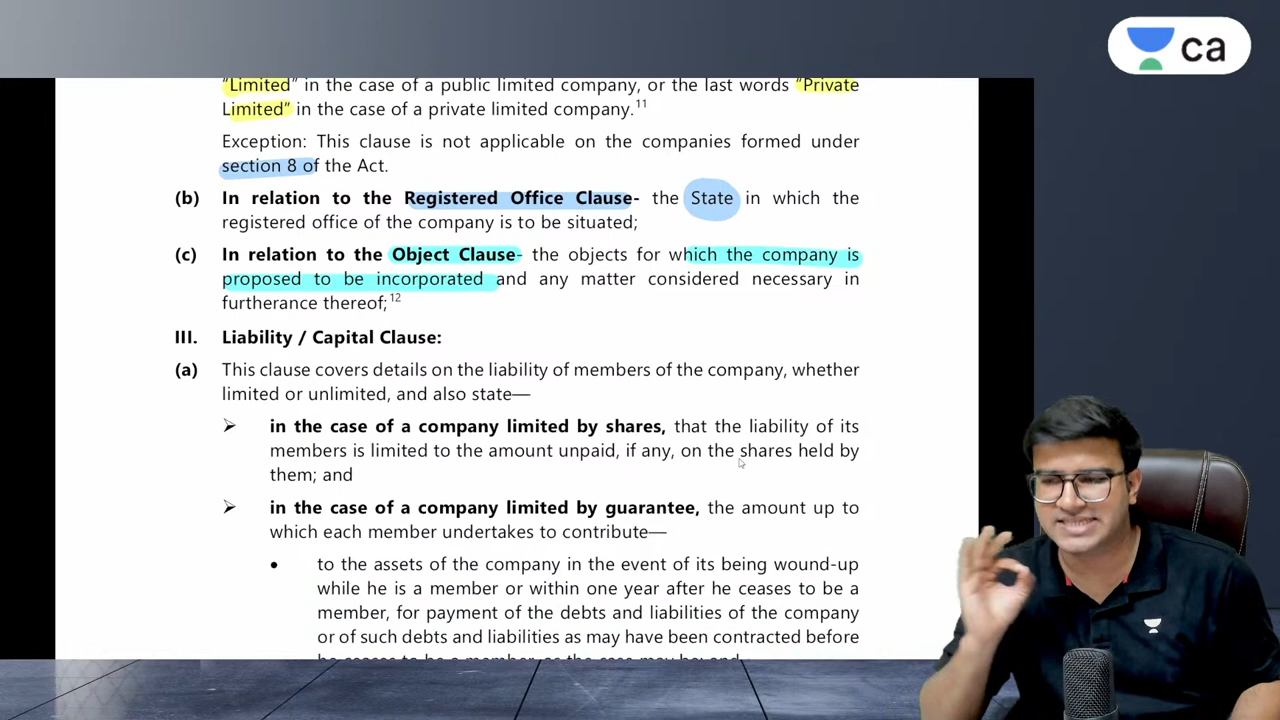 ca
"Limited" in the case of a public limited company, or the last words "Private
Limited" in the case of a private limited company.11
Exception: This clause is not applicable on the companies formed under
section 8 of the Act.
(b) In relation to the Registered Office Clause- the State in which the
registered office of the company is to be situated;
(c) In relation to the Object Clause- the objects for which the company is
proposed to be incorporated and any matter considered necessary in
furtherance thereof;12
III. Liability / Capital Clause:
(a) This clause covers details on the liability of members of the company, whether
limited or unlimited, and also state—
➢ in the case of a company limited by shares, that the liability of its
members is limited to the amount unpaid, if any, on the shares held by
them; and
➢ in the case of a company limited by guarantee, the amount up to
which each member undertakes to contribute—
• to the assets of the company in the event of its being wound-up
while he is a member or within one year after he ceases to be a
member, for payment of the debts and liabilities of the company
or of such debts and liabilities as may have been contracted before